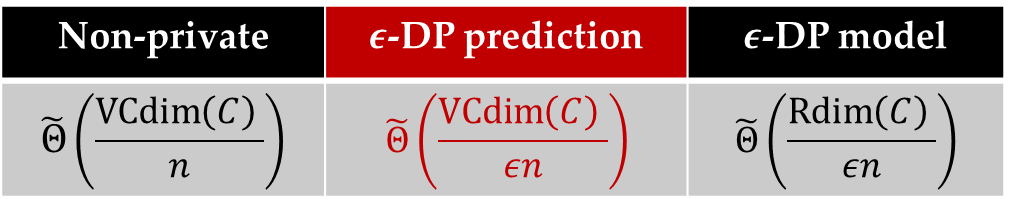 Non-private ϵ-DP prediction ϵ-DP model
Θ̃(VCdim(C)/n) Θ̃(VCdim(C)/ϵn) Θ̃(Rdim(C)/ϵn)